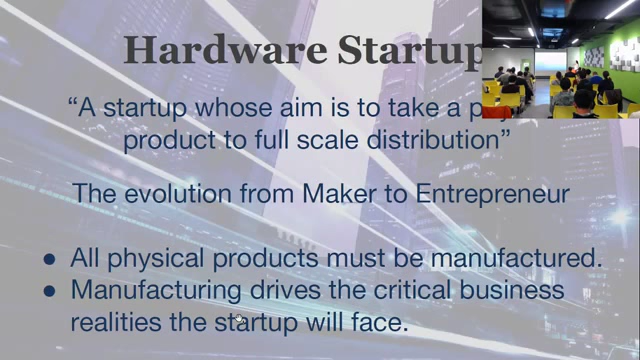 Hardware Startup
“A startup whose aim is to take a
product to full scale distribution”
The evolution from Maker to Entrepreneur
● All physical products must be manufactured.
● Manufacturing drives the critical business
realities the startup will face.